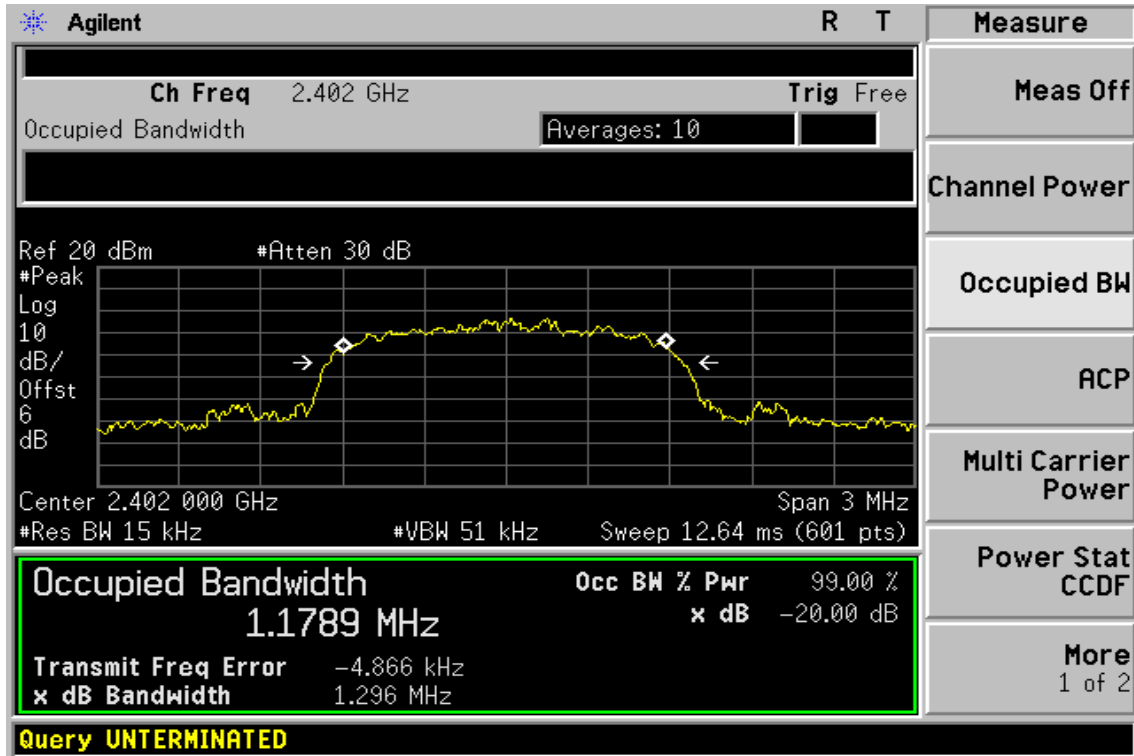 Agilent R T Measure
Ch Freq 2.402 GHz Trig Free
Occupied Bandwidth Averages: 10
Ref 20 dBm #Atten 30 dB
#Peak
Log
10
dB/
Offst
6
dB
Center 2.402 000 GHz Span 3 MHz
#Res BW 15 kHz #VBW 51 kHz Sweep 12.64 ms (601 pts)
Occupied Bandwidth Occ BW % Pwr 99.00 %
1.1789 MHz x dB -20.00 dB
Transmit Freq Error -4.866 kHz
x dB Bandwidth 1.296 MHz
Query UNTERMINATED
Meas Off
Channel Power
Occupied BW
ACP
Multi Carrier
Power
Power Stat
CCDF
More
1 of 2